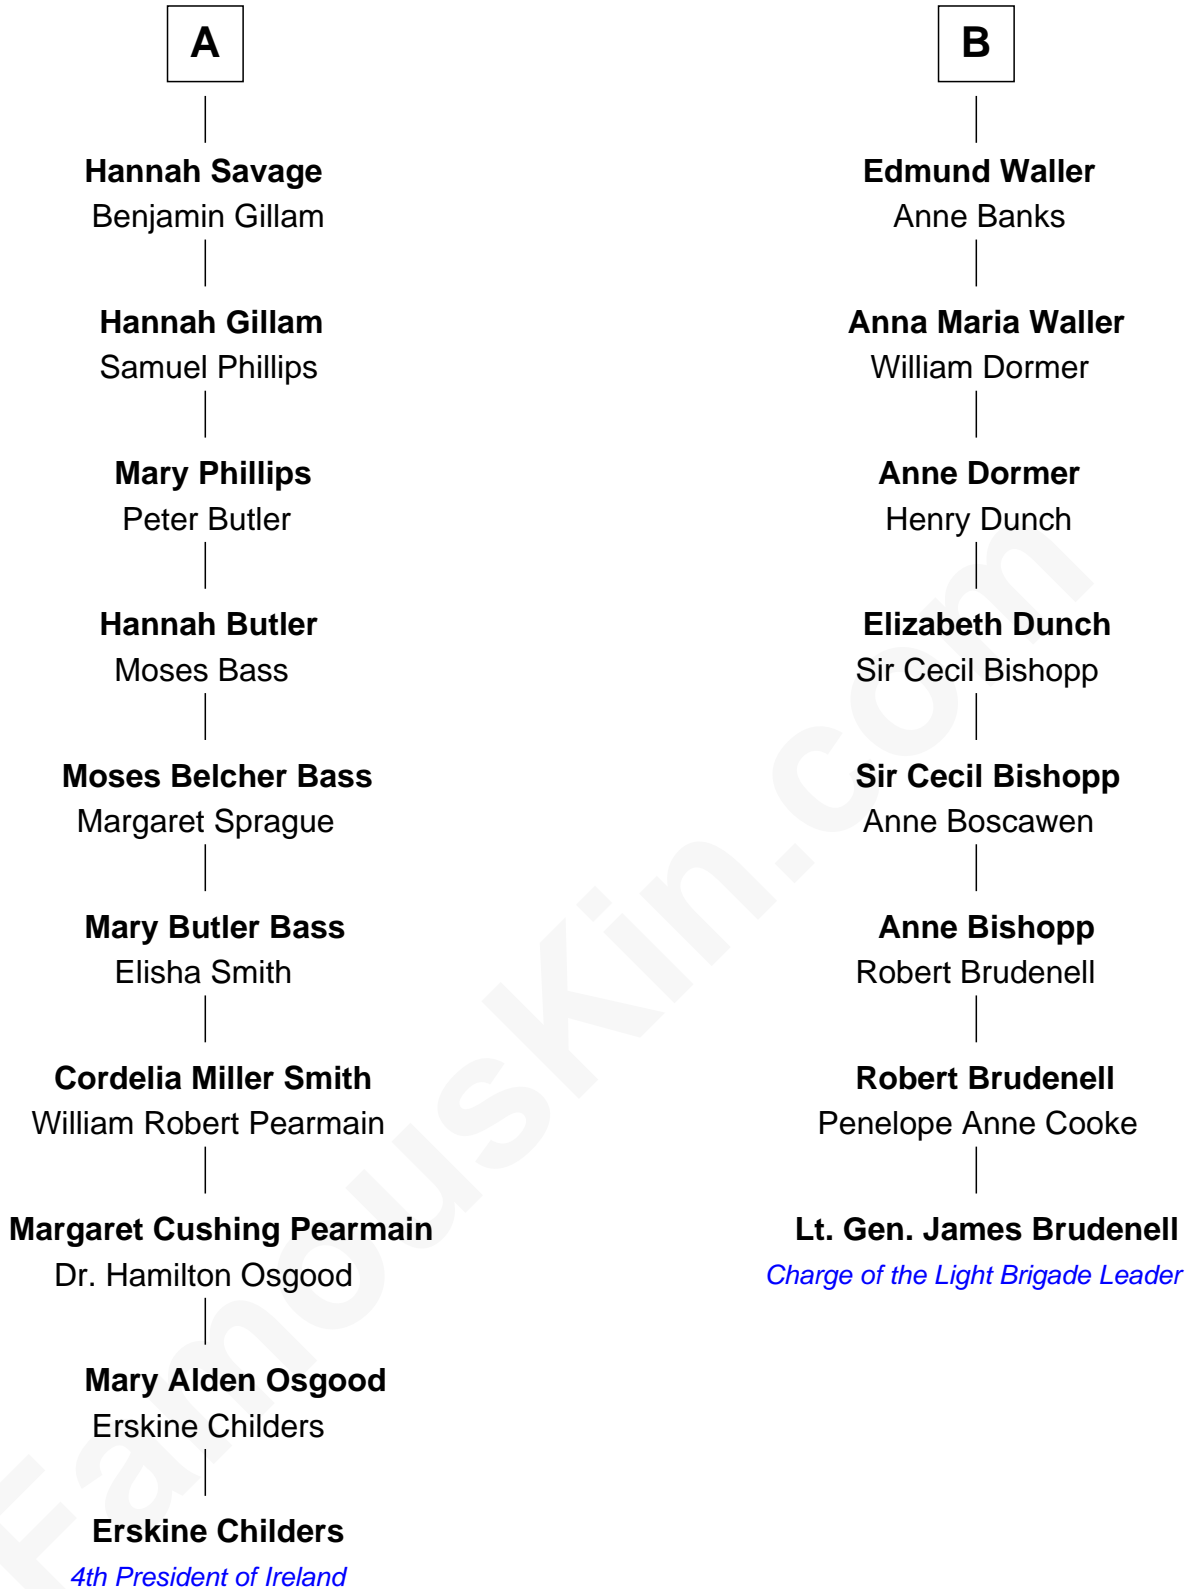 A
Hannah Savage
Benjamin Gillam
Hannah Gillam
Samuel Phillips
Mary Phillips
Peter Butler
Hannah Butler
Moses Bass
Moses Belcher Bass
Margaret Sprague
Mary Butler Bass
Elisha Smith
Cordelia Miller Smith
William Robert Pearmain
Margaret Cushing Pearmain
Dr. Hamilton Osgood
Mary Alden Osgood
Erskine Childers
Erskine Childers
4th President of Ireland
B
Edmund Waller
Anne Banks
Anna Maria Waller
William Dormer
Anne Dormer
Henry Dunch
Elizabeth Dunch
Sir Cecil Bishopp
Sir Cecil Bishopp
Anne Boscawen
Anne Bishopp
Robert Brudenell
Robert Brudenell
Penelope Anne Cooke
Lt. Gen. James Brudenell
Charge of the Light Brigade Leader
FamousKin.com